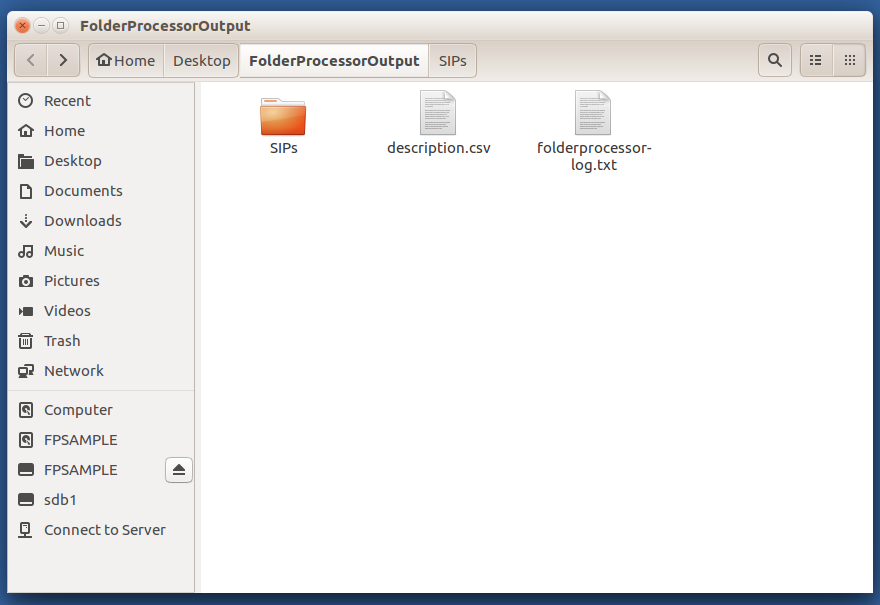 FolderProcessorOutput
Home Desktop FolderProcessorOutput SIPs
Recent
Home
Desktop
Documents
Downloads
Music
Pictures
Videos
Trash
Network
Computer
FPSAMPLE
FPSAMPLE
sdb1
Connect to Server
SIPs
description.csv
folderprocessor-
log.txt